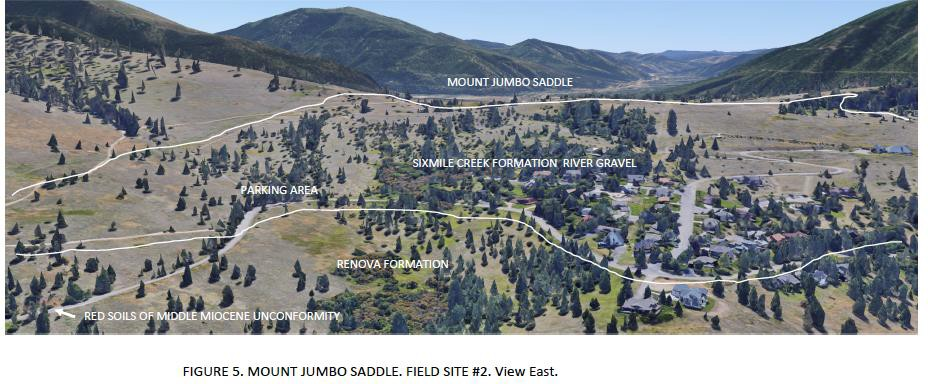 MOUNT JUMBO SADDLE
SIXMILE CREEK FORMATION RIVER GRAVEL
PARKING AREA
RENOVA FORMATION
RED SOILS OF MIDDLE MIOCENE UNCONFORMITY
FIGURE 5. MOUNT JUMBO SADDLE. FIELD SITE #2. View East.